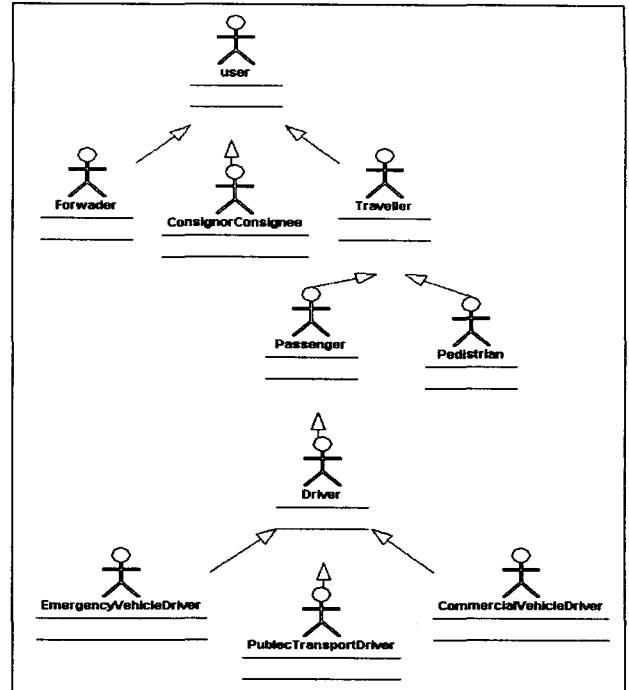 user
Forwader
ConsignorConsignee
Traveller
Passenger
Pedistrian
Driver
EmergencyVehicleDriver
CommercialVehicleDriver
PublecTransportDriver